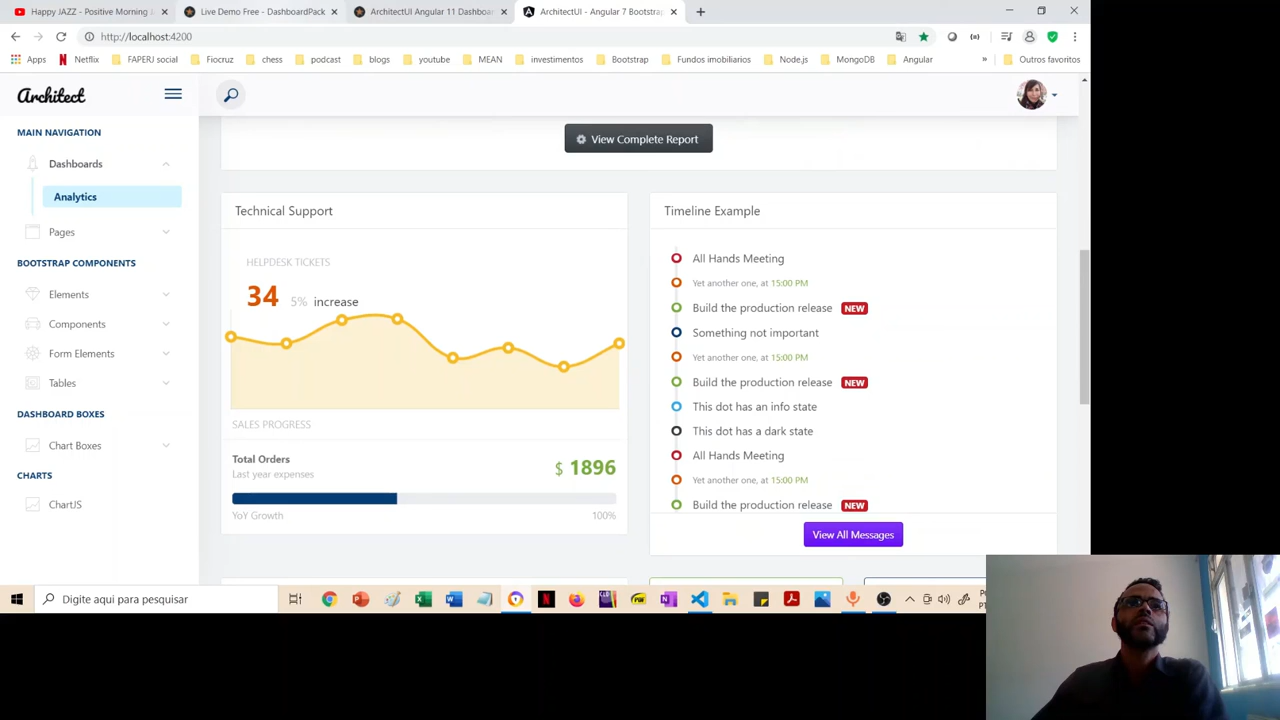 Happy JAZZ - Positive Morning J
Live Demo Free - DashboardPack
ArchitectUI Angular 11 Dashboa
ArchitectUI - Angular 7 Bootstra
http://localhost:4200
Apps
Netflix
FAPERJ social
Fiocruz
chess
podcast
blogs
youtube
MEAN
investimentos
Bootstrap
Fundos imobiliarios
Node.js
MongoDB
Angular
»
Outros favoritos
Architect
MAIN NAVIGATION
Dashboards
Analytics
Pages
BOOTSTRAP COMPONENTS
Elements
Components
Form Elements
Tables
DASHBOARD BOXES
Chart Boxes
CHARTS
ChartJS
View Complete Report
Technical Support
HELPDESK TICKETS
34 5% increase
SALES PROGRESS
Total Orders
Last year expenses
$ 1896
YoY Growth 100%
Timeline Example
All Hands Meeting
Yet another one, at 15:00 PM
Build the production release NEW
Something not important
Yet another one, at 15:00 PM
Build the production release NEW
This dot has an info state
This dot has a dark state
All Hands Meeting
Yet another one, at 15:00 PM
Build the production release NEW
View All Messages
Digite aqui para pesquisar